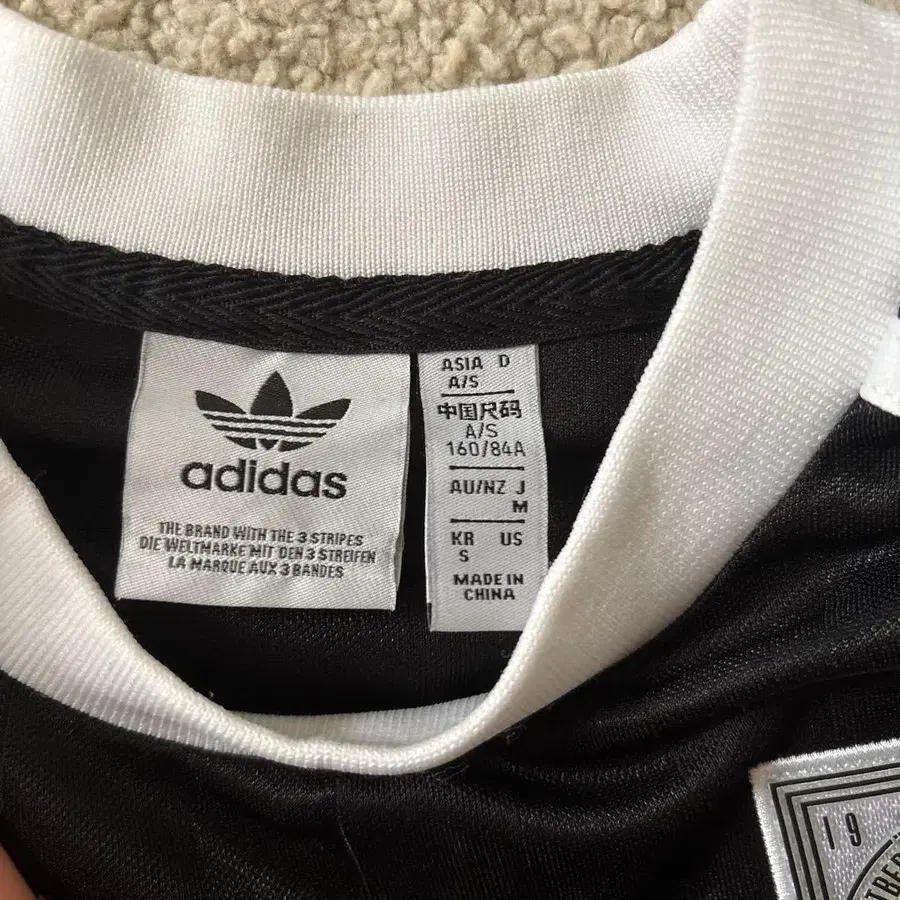 adidas
THE BRAND WITH THE 3 STRIPES
DIE WELTMARKE MIT DEN 3 STREIFEN
LA MARQUE AUX 3 BANDES
ASIA D
A/S
中国尺码
A/S
160/84A
AU/NZ J
M
KR US
S
MADE IN
CHINA
19